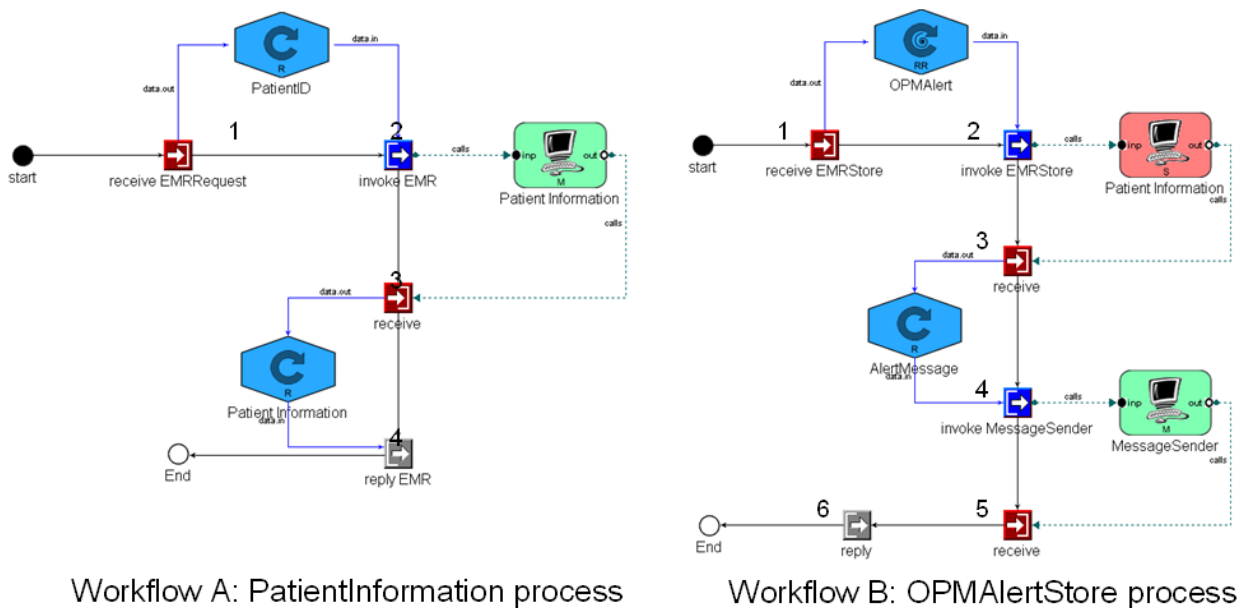 R
PatientID
data.out
data.in
1
2
start
receive EMRRequest
invoke EMR
calls
inp
out
M
Patient Information
calls
3
data.out
receive
R
Patient Information
data.in
4
End
reply EMR
Workflow A: PatientInformation process
RR
OPMAlert
data.out
data.in
1
2
start
receive EMRStore
invoke EMRStore
calls
inp
out
S
Patient Information
calls
3
data.out
receive
R
AlertMessage
data.in
4
invoke MessageSender
calls
inp
out
M
MessageSender
calls
6
5
End
reply
receive
Workflow B: OPMAlertStore process